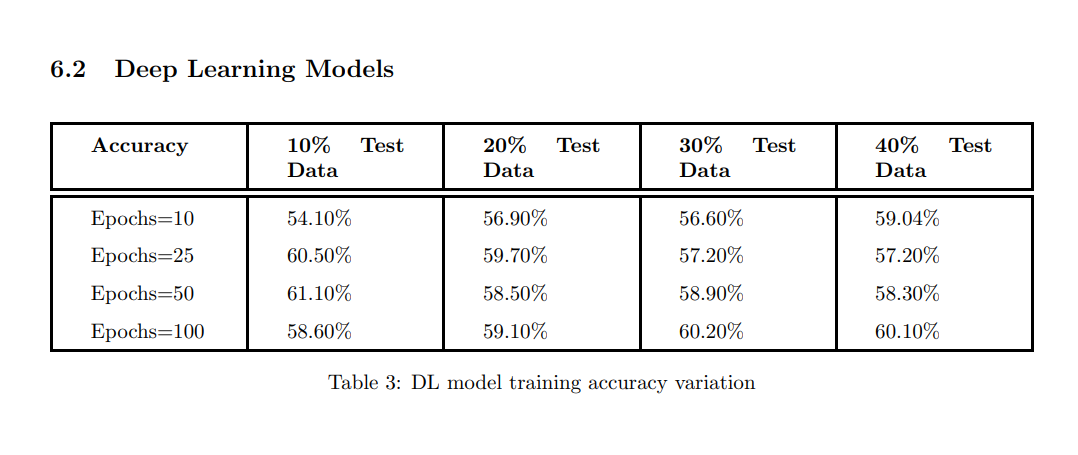 6.2 Deep Learning Models
Accuracy 10% Test Data 20% Test Data 30% Test Data 40% Test Data
Epochs=10 54.10% 56.90% 56.60% 59.04%
Epochs=25 60.50% 59.70% 57.20% 57.20%
Epochs=50 61.10% 58.50% 58.90% 58.30%
Epochs=100 58.60% 59.10% 60.20% 60.10%
Table 3: DL model training accuracy variation